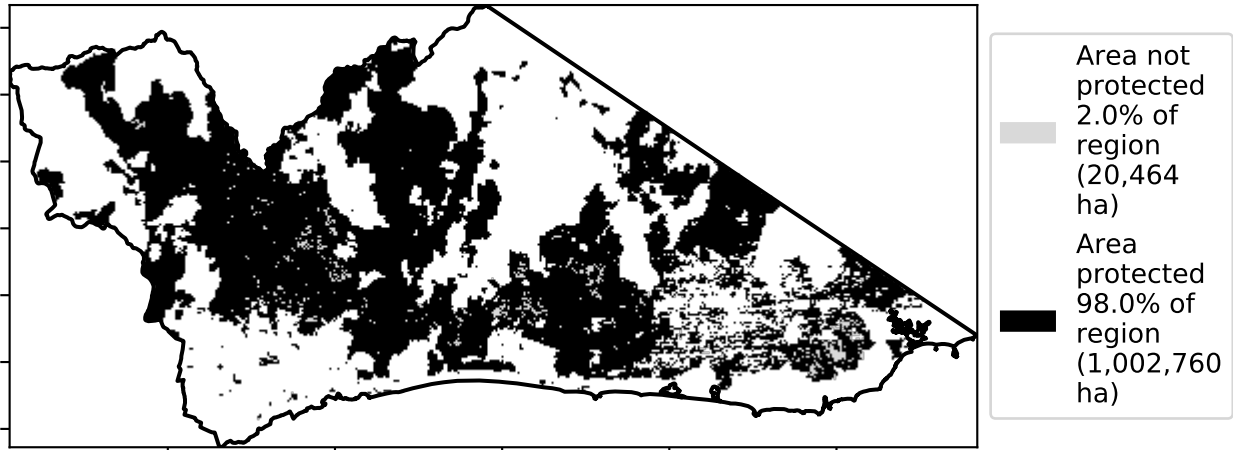 Area not
protected
2.0% of
region
(20,464
ha)
Area
protected
98.0% of
region
(1,002,760
ha)